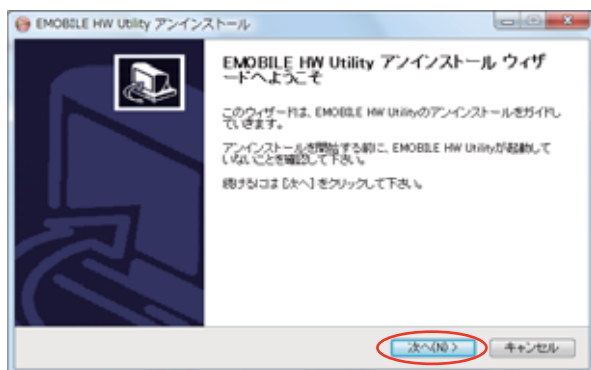 EMOBILE HW Utility アンインストール
EMOBILE HW Utility アンインストール ウィザ
ードへようこそ
このウィザードは、EMOBILE HW Utilityのアンインストールをガイドし
ていきます。
アンインストールを開始する前に、EMOBILE HW Utilityが起動して
いないことを確認して下さい。
続けるには [次へ] をクリックして下さい。
次へ(N) >
キャンセル